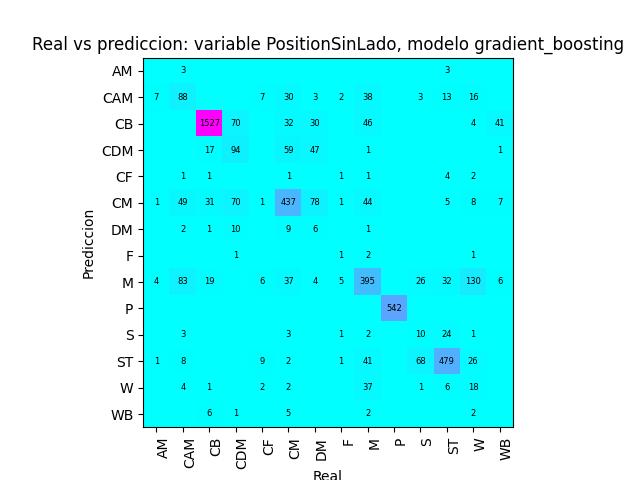 Real vs prediccion: variable PositionSinLado, modelo gradient_boosting
AM 3 3
CAM 7 88 7 30 3 2 38 3 13 16
CB 1527 70 32 30 46 4 41
CDM 17 94 59 47 1 1
CF 1 1 1 1 1 4 2
CM 1 49 31 70 1 437 78 1 44 5 8 7
DM 2 1 10 9 6 1
F 1 1 2 1
M 4 83 19 6 37 4 5 395 26 32 130 6
P 542
S 3 3 1 2 10 24 1
ST 1 8 9 2 1 41 68 479 26
W 4 1 2 2 37 1 6 18
WB 6 1 5 2 2
AM CAM CB CDM CF CM DM F M P S ST W WB
Real
Prediccion